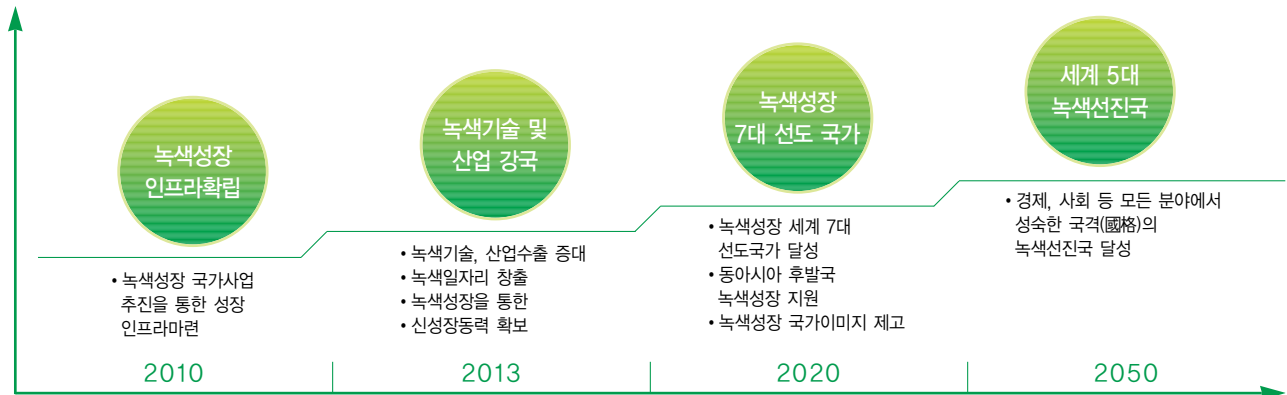 녹색성장
인프라확립
• 녹색성장 국가사업
추진을 통한 성장
인프라마련
2010
녹색기술 및
산업 강국
• 녹색기술, 산업수출 증대
• 녹색일자리 창출
• 녹색성장을 통한
• 신성장동력 확보
2013
녹색성장
7대 선도 국가
• 녹색성장 세계 7대
선도국가 달성
• 동아시아 후발국
녹색성장 지원
• 녹색성장 국가이미지 제고
2020
세계 5대
녹색선진국
• 경제, 사회 등 모든 분야에서
성숙한 국격(國格)의
녹색선진국 달성
2050